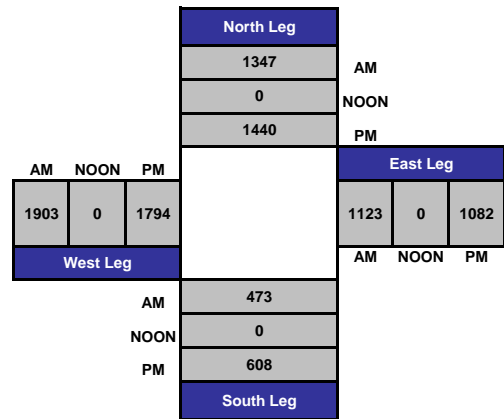 North Leg
1347 AM
0 NOON
1440 PM
AM NOON PM East Leg
1903 0 1794 1123 0 1082
West Leg AM NOON PM
AM 473
NOON 0
PM 608
South Leg